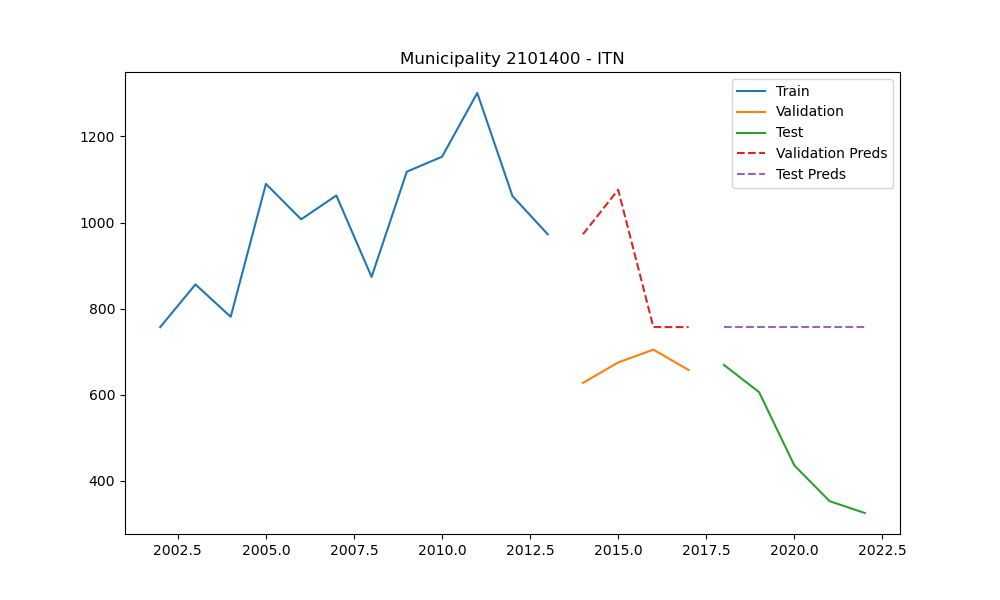 Municipality 2101400 - ITN
Train
Validation
Test
Validation Preds
Test Preds
1200
1000
800
600
400
2002.5 2005.0 2007.5 2010.0 2012.5 2015.0 2017.5 2020.0 2022.5